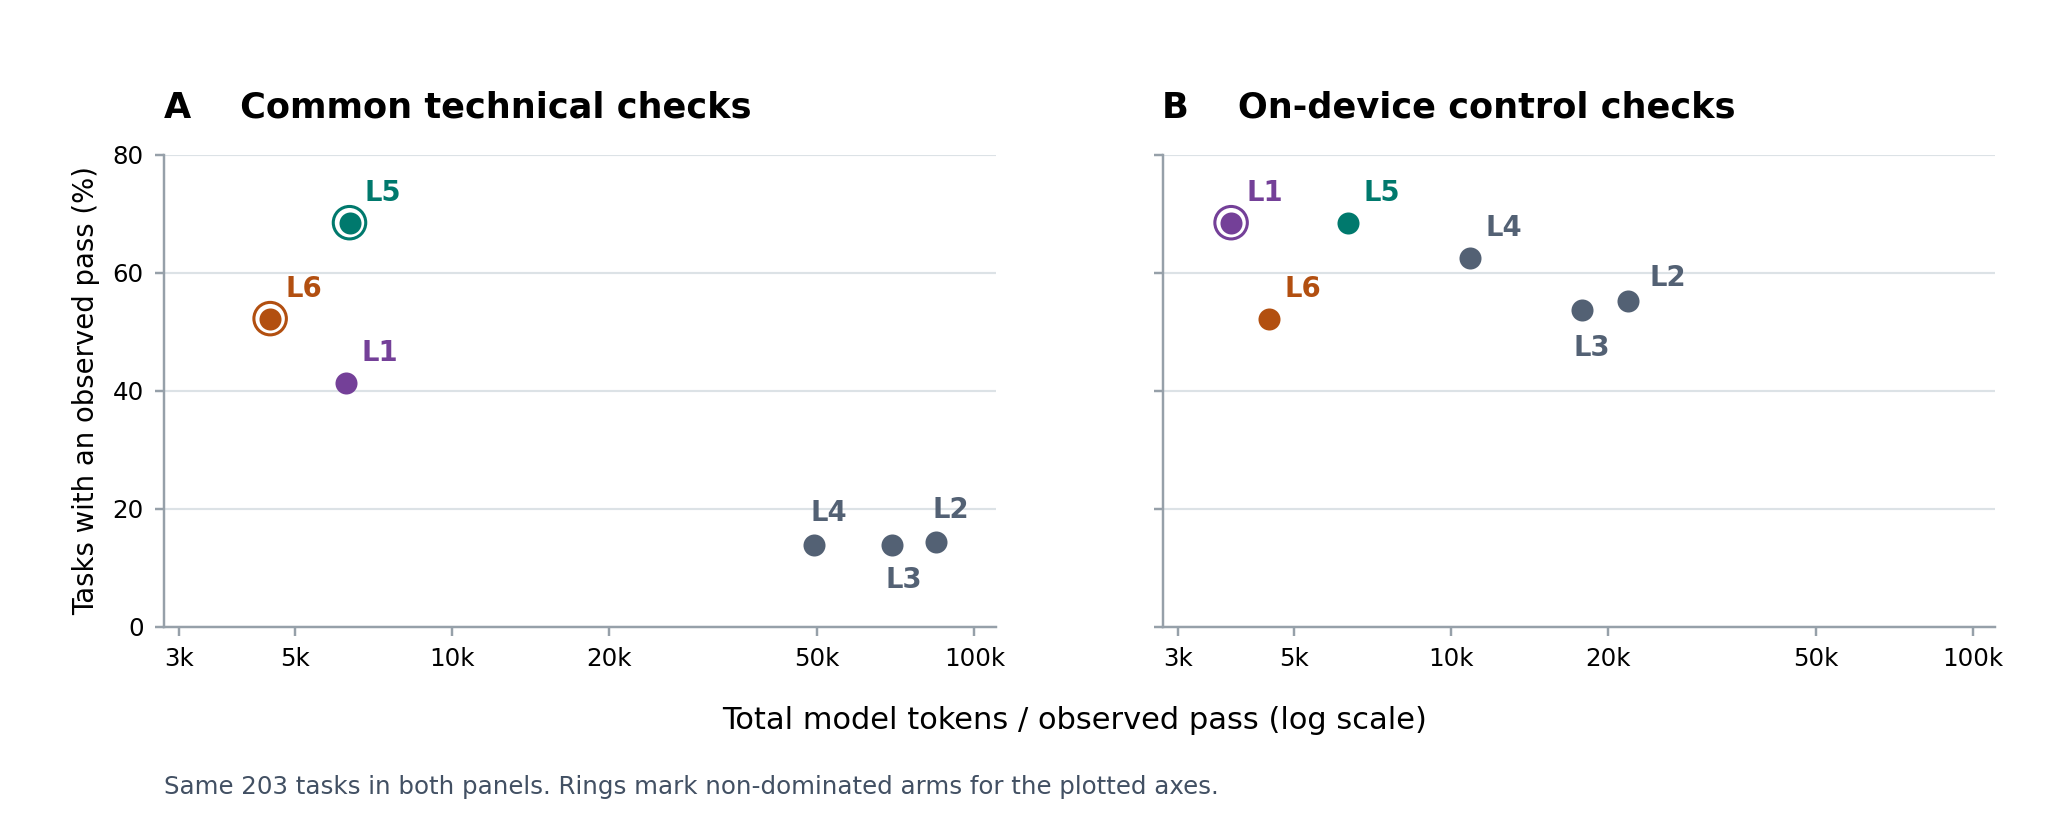 A Common technical checks
80
60
40
20
0
Tasks with an observed pass (%)
L5
L6
L1
L4
L2
L3
3k 5k 10k 20k 50k 100k
B On-device control checks
L1
L5
L4
L6
L2
L3
3k 5k 10k 20k 50k 100k
Total model tokens / observed pass (log scale)
Same 203 tasks in both panels. Rings mark non-dominated arms for the plotted axes.